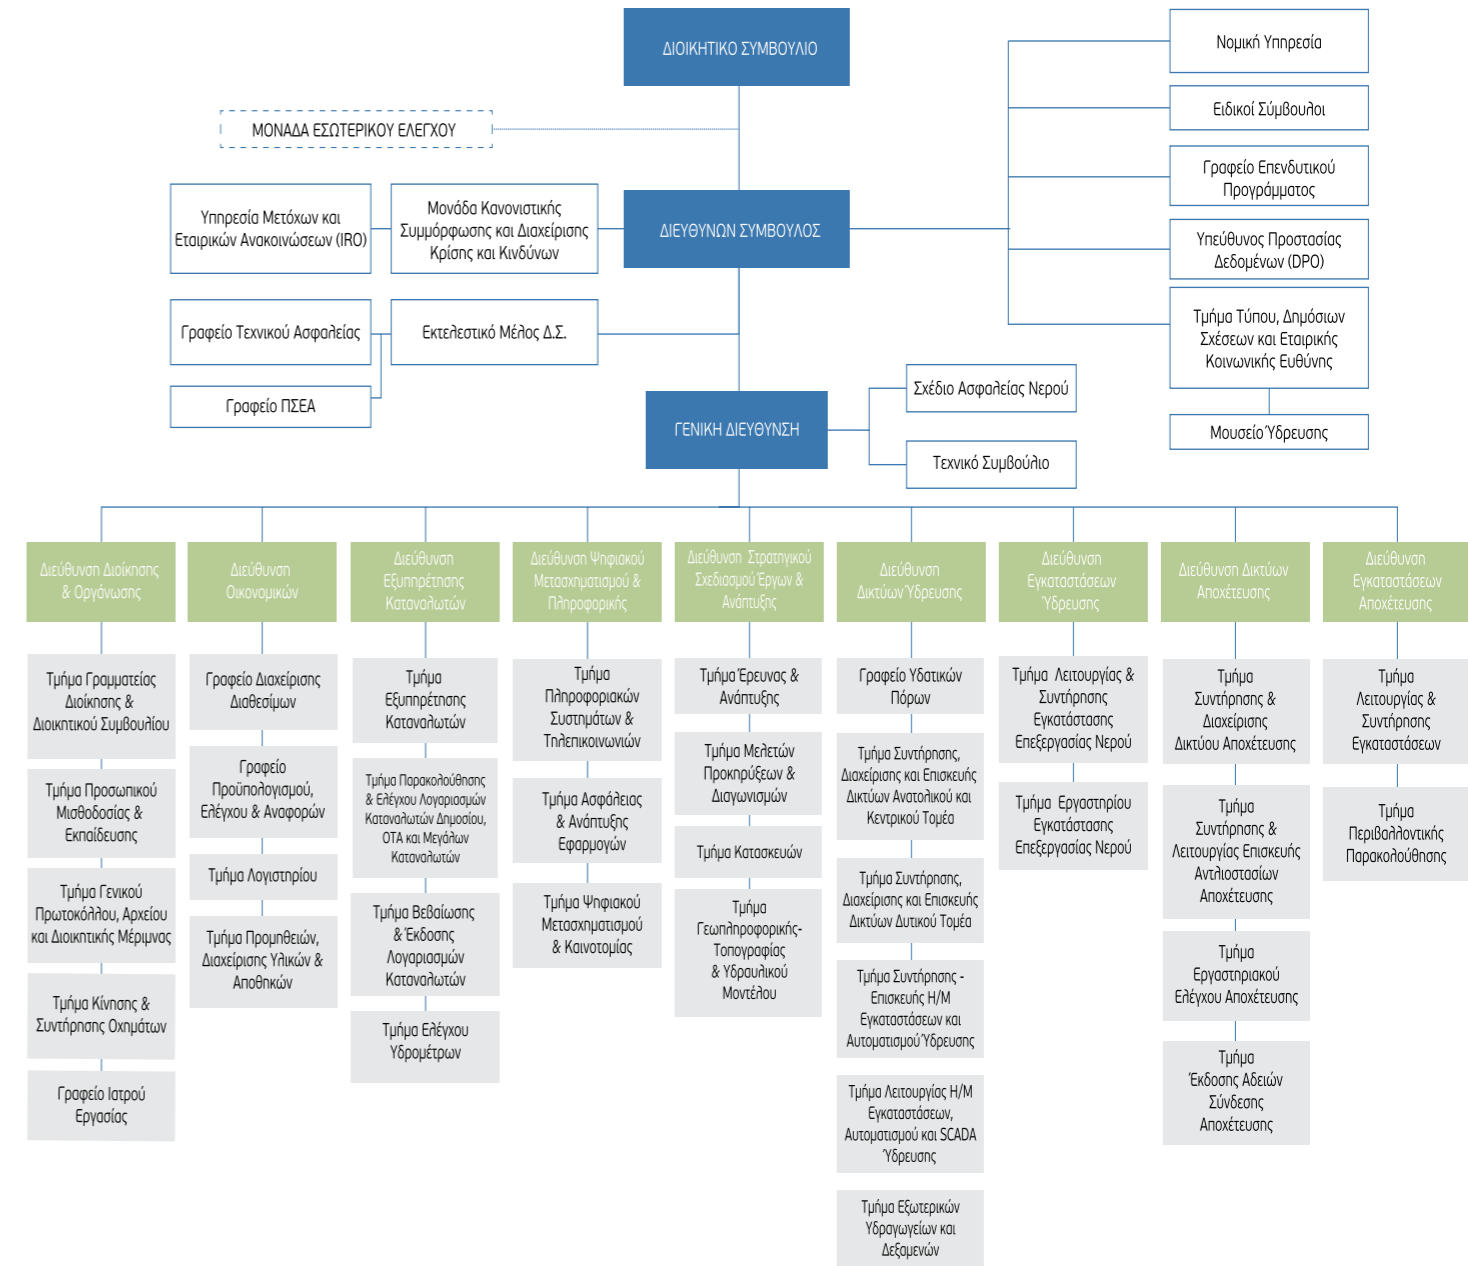 ΔΙΟΙΚΗΤΙΚΟ ΣΥΜΒΟΥΛΙΟ
ΜΟΝΑΔΑ ΕΣΩΤΕΡΙΚΟΥ ΕΛΕΓΧΟΥ
Νομική Υπηρεσία
Ειδικοί Σύμβουλοι
Γραφείο Επενδυτικού
Προγράμματος
Υπεύθυνος Προστασίας
Δεδομένων (DPO)
Τμήμα Τύπου, Δημόσιων
Σχέσεων και Εταιρικής
Κοινωνικής Ευθύνης
Μουσείο Ύδρευσης
Υπηρεσία Μετόχων και
Εταιρικών Ανακοινώσεων (IRO)
Μονάδα Κανονιστικής
Συμμόρφωσης και Διαχείρισης
Κρίσης και Κινδύνων
ΔΙΕΥΘΥΝΩΝ ΣΥΜΒΟΥΛΟΣ
Γραφείο Τεχνικού Ασφαλείας
Εκτελεστικό Μέλος Δ.Σ.
Γραφείο ΠΣΕΑ
ΓΕΝΙΚΗ ΔΙΕΥΘΥΝΣΗ
Σχέδιο Ασφαλείας Νερού
Τεχνικό Συμβούλιο
Διεύθυνση Διοίκησης
& Οργάνωσης
Τμήμα Γραμματείας
Διοίκησης &
Διοικητικού Συμβουλίου
Τμήμα Προσωπικού
Μισθοδοσίας &
Εκπαίδευσης
Τμήμα Γενικού
Πρωτοκόλλου, Αρχείου
και Διοικητικής Μέριμνας
Τμήμα Κίνησης &
Συντήρησης Οχημάτων
Γραφείο Ιατρού
Εργασίας
Διεύθυνση
Οικονομικών
Γραφείο Διαχείρισης
Διαθεσίμων
Γραφείο
Προϋπολογισμού,
Ελέγχου & Αναφορών
Τμήμα Λογιστηρίου
Τμήμα Προμηθειών,
Διαχείρισης Υλικών &
Αποθηκών
Διεύθυνση
Εξυπηρέτησης
Καταναλωτών
Τμήμα
Εξυπηρέτησης
Καταναλωτών
Τμήμα Παρακολούθησης
& Ελέγχου Λογαριασμών
Καταναλωτών Δημοσίου,
ΟΤΑ και Μεγάλων
Καταναλωτών
Τμήμα Βεβαίωσης
& Έκδοσης
Λογαριασμών
Καταναλωτών
Τμήμα Ελέγχου
Υδρομέτρων
Διεύθυνση Ψηφιακού
Μετασχηματισμού &
Πληροφορικής
Τμήμα
Πληροφοριακών
Συστημάτων &
Τηλεπικοινωνιών
Τμήμα Ασφάλειας
& Ανάπτυξης
Εφαρμογών
Τμήμα Ψηφιακού
Μετασχηματισμού
& Καινοτομίας
Διεύθυνση Στρατηγικού
Σχεδιασμού Έργων &
Ανάπτυξης
Τμήμα Έρευνας &
Ανάπτυξης
Τμήμα Μελετών
Προκηρύξεων &
Διαγωνισμών
Τμήμα Κατασκευών
Τμήμα
Γεωπληροφορικής-
Τοπογραφίας
& Υδραυλικού
Μοντέλου
Διεύθυνση
Δικτύων Ύδρευσης
Γραφείο Υδατικών
Πόρων
Τμήμα Συντήρησης,
Διαχείρισης και Επισκευής
Δικτύων Ανατολικού και
Κεντρικού Τομέα
Τμήμα Συντήρησης,
Διαχείρισης και Επισκευής
Δικτύων Δυτικού Τομέα
Τμήμα Συντήρησης -
Επισκευής Η/Μ
Εγκαταστάσεων και
Αυτοματισμού Ύδρευσης
Τμήμα Λειτουργίας Η/Μ
Εγκαταστάσεων,
Αυτοματισμού και SCADA
Ύδρευσης
Τμήμα Εξωτερικών
Υδραγωγείων και
Δεξαμενών
Διεύθυνση
Εγκαταστάσεων
Ύδρευσης
Τμήμα Λειτουργίας &
Συντήρησης
Εγκατάστασης
Επεξεργασίας Νερού
Τμήμα Εργαστηρίου
Εγκατάστασης
Επεξεργασίας Νερού
Διεύθυνση Δικτύων
Αποχέτευσης
Τμήμα
Συντήρησης &
Διαχείρισης
Δικτύου Αποχέτευσης
Τμήμα
Συντήρησης &
Λειτουργίας Επισκευής
Αντλιοστασίων
Αποχέτευσης
Τμήμα
Εργαστηριακού
Ελέγχου Αποχέτευσης
Τμήμα
Έκδοσης Αδειών
Σύνδεσης
Αποχέτευσης
Διεύθυνση
Εγκαταστάσεων
Αποχέτευσης
Τμήμα
Λειτουργίας &
Συντήρησης
Εγκαταστάσεων
Τμήμα
Περιβαλλοντικής
Παρακολούθησης